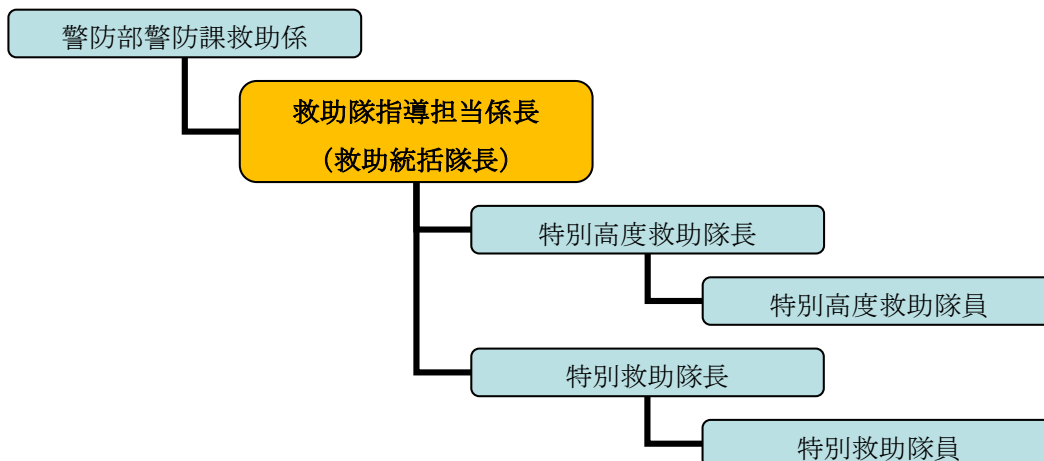 警防部警防課救助係
救助隊指導担当係長
（救助統括隊長）
特別高度救助隊長
特別高度救助隊員
特別救助隊長
特別救助隊員